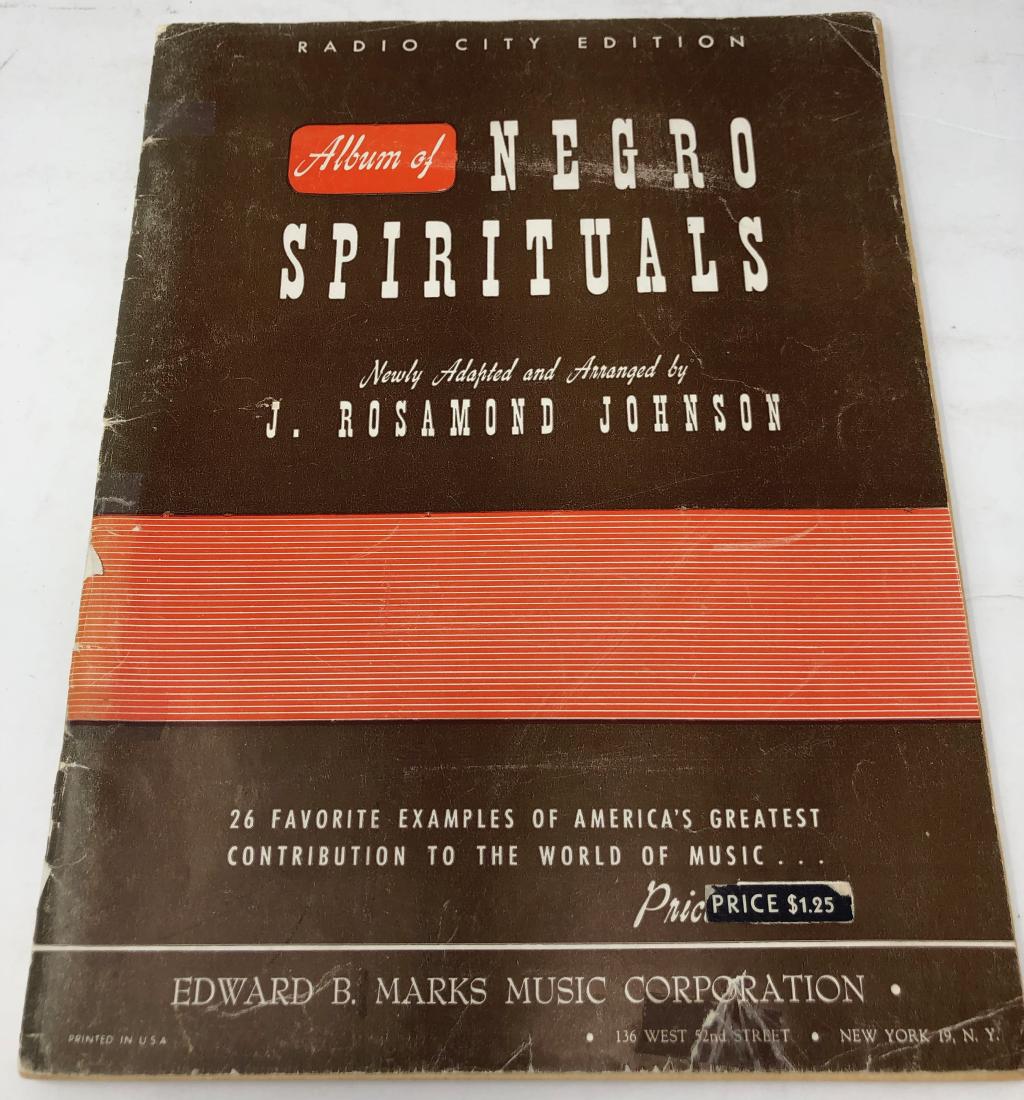 RADIO CITY EDITION
Album of NEGRO
SPIRITUALS
Newly Adapted and Arranged by
J. ROSAMOND JOHNSON
26 FAVORITE EXAMPLES OF AMERICA'S GREATEST
CONTRIBUTION TO THE WORLD OF MUSIC...
Pric PRICE $1.25
EDWARD B. MARKS MUSIC CORPORATION •
PRINTED IN U S A • 136 WEST 52nd STREET • NEW YORK 19, N. Y.